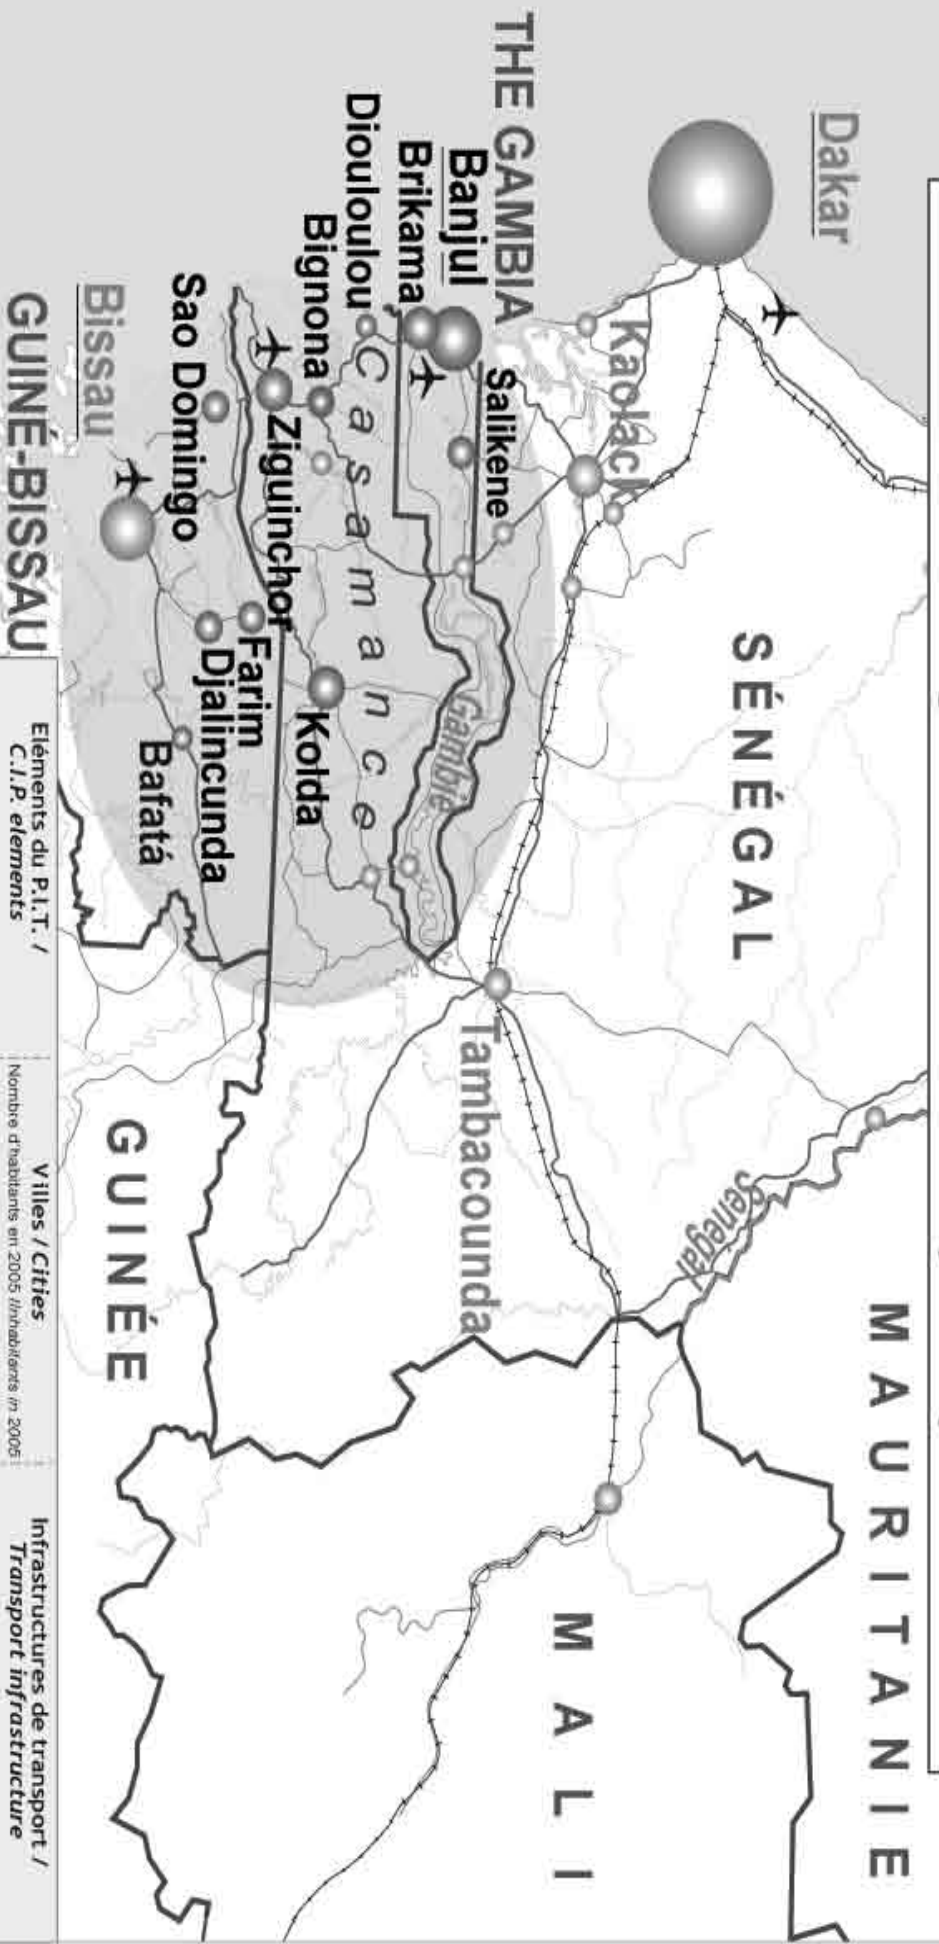 MAURITANIE
Dakar
SÉNÉGAL
Sénégal
Kaolack
THE GAMBIA
MALI
Salikene
Banjul
Gambie
Tambacounda
Brikama
Diouloulou
Casamance
Bignona
Kolda
Ziguinchor
Farim
Djalincunda
Sao Domingo
Bafatá
GUINÉE
Bissau
GUINÉ-BISSAU
Eléments du P.I.T. /
C.I.P. elements
Villes / Cities
Nombre d'habitants en 2005 /Inhabitants in 2005
Infrastructures de transport /
Transport infrastructure